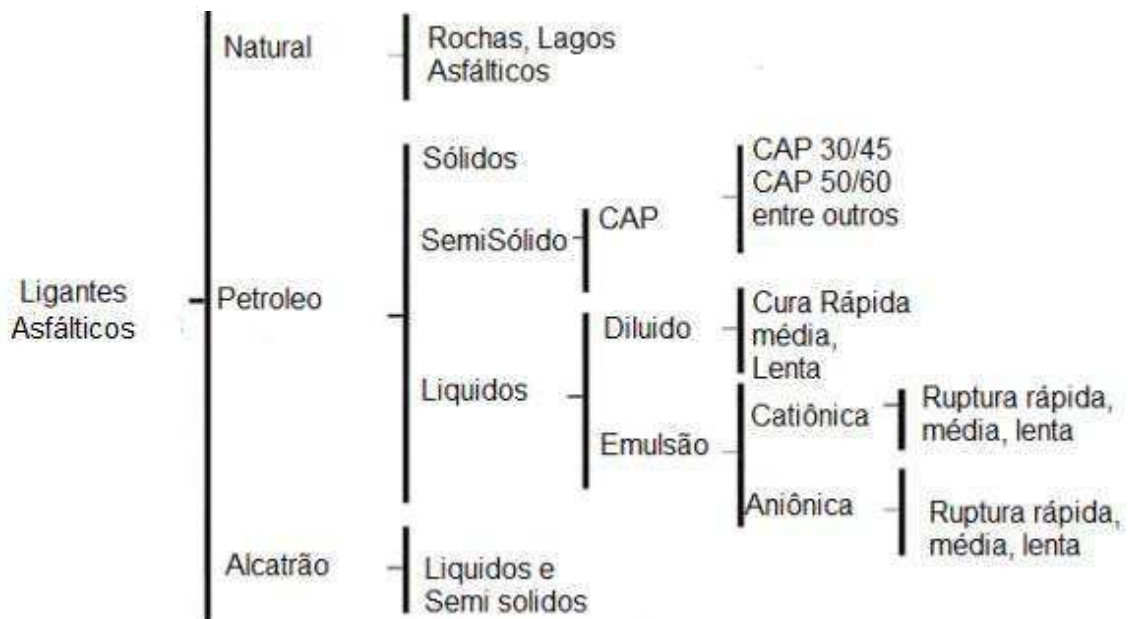 Ligantes
Asfálticos
Natural
Rochas, Lagos
Asfálticos
Petroleo
Sólidos
SemiSólido
CAP
CAP 30/45
CAP 50/60
entre outros
Liquidos
Diluido
Cura Rápida
média,
Lenta
Emulsão
Catiônica
Ruptura rápida,
média, lenta
Aniônica
Ruptura rápida,
média, lenta
Alcatrão
Liquidos e
Semi solidos